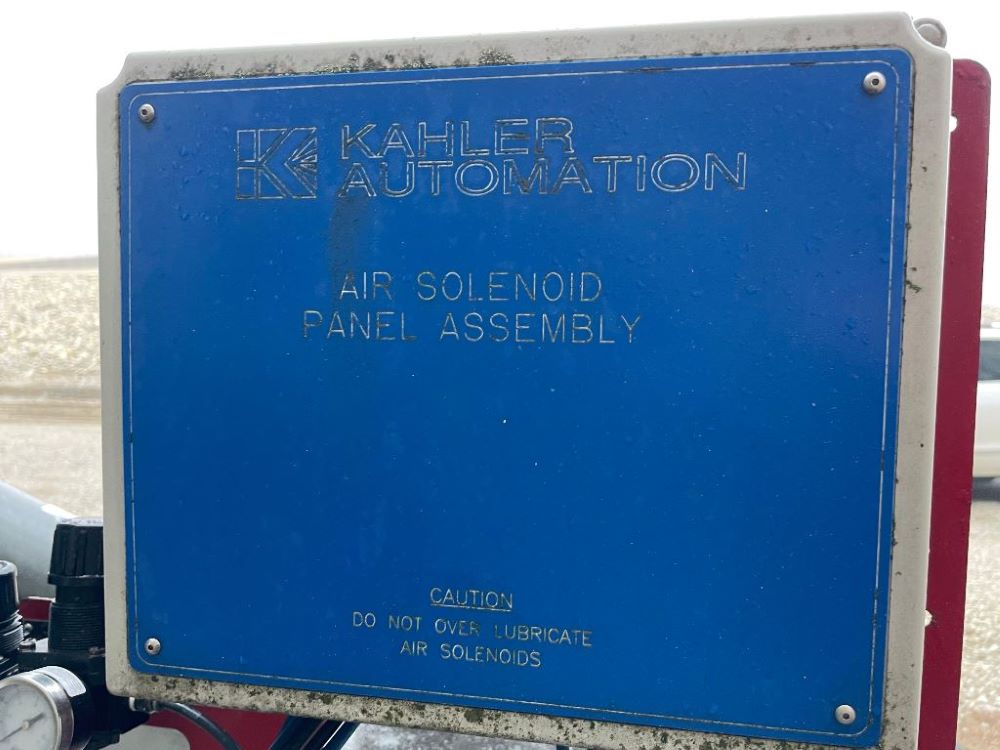 KAHLER
AUTOMATION
AIR SOLENOID
PANEL ASSEMBLY
CAUTION
DO NOT OVER LUBRICATE
AIR SOLENOIDS